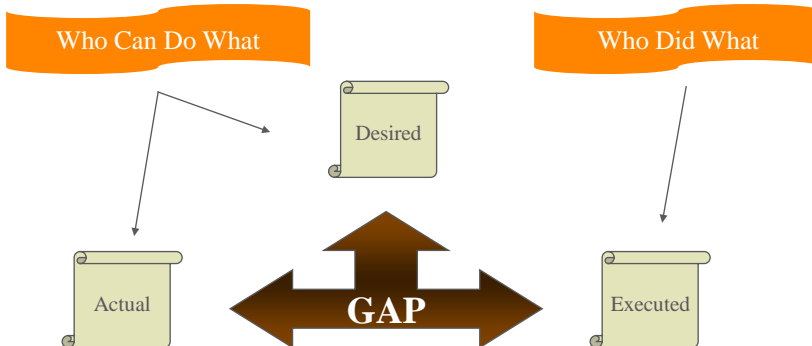 Who Can Do What
Who Did What
Desired
Actual
GAP
Executed